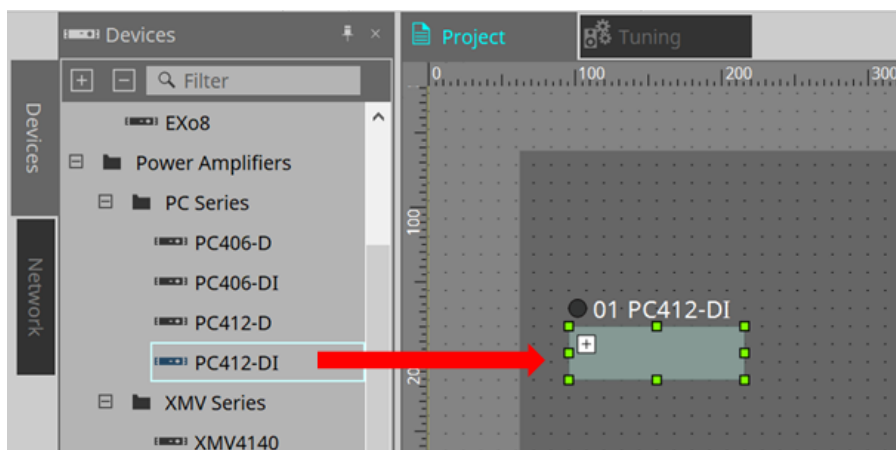 Devices
Filter
EXo8
Power Amplifiers
PC Series
PC406-D
PC406-DI
PC412-D
PC412-DI
XMV Series
XMV4140
Devices
Network
Project
Tuning
0
100
200
300
100
20
01 PC412-DI